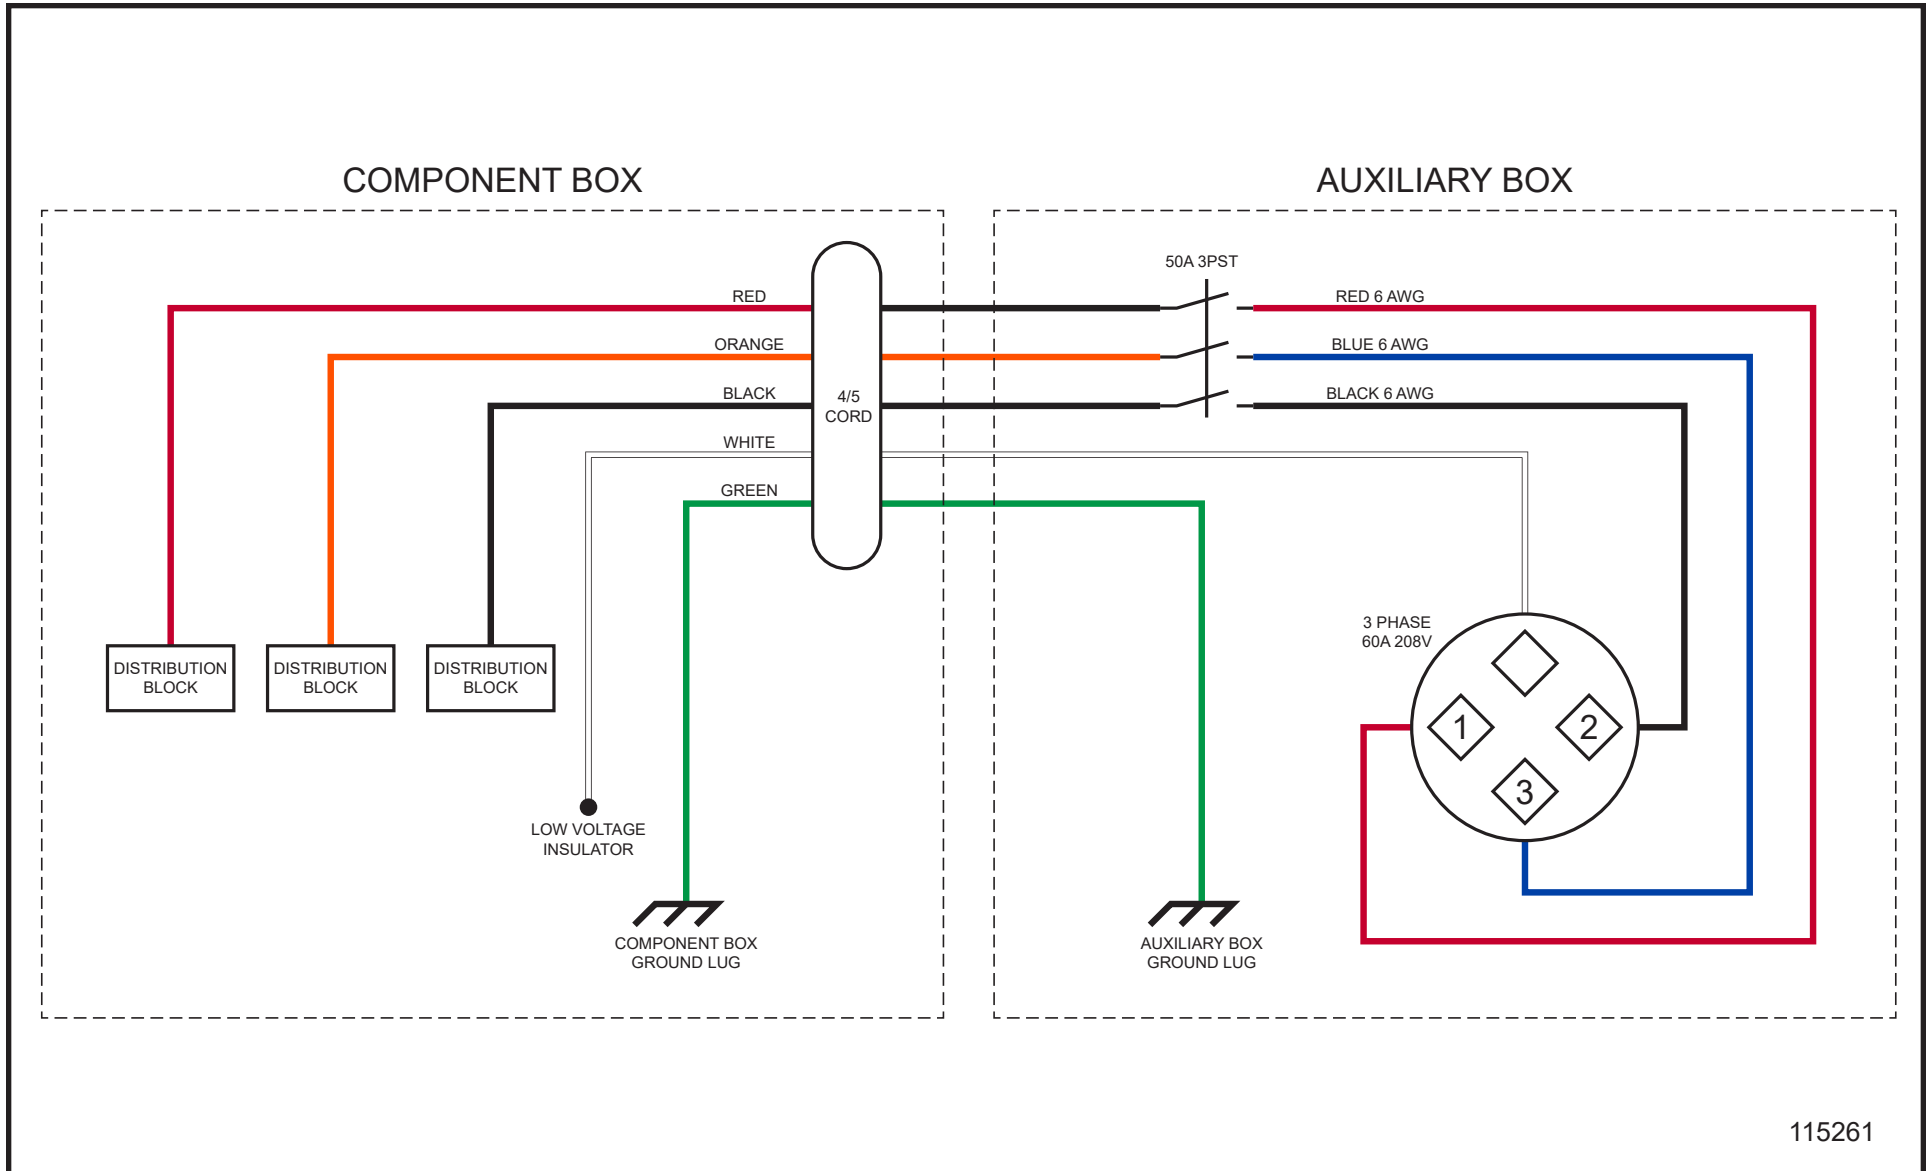 COMPONENT BOX
AUXILIARY BOX
50A 3PST
RED
RED 6 AWG
ORANGE
BLUE 6 AWG
BLACK
BLACK 6 AWG
4/5
CORD
WHITE
GREEN
3 PHASE
60A 208V
DISTRIBUTION
BLOCK
DISTRIBUTION
BLOCK
DISTRIBUTION
BLOCK
1
2
3
LOW VOLTAGE
INSULATOR
COMPONENT BOX
GROUND LUG
AUXILIARY BOX
GROUND LUG
115261